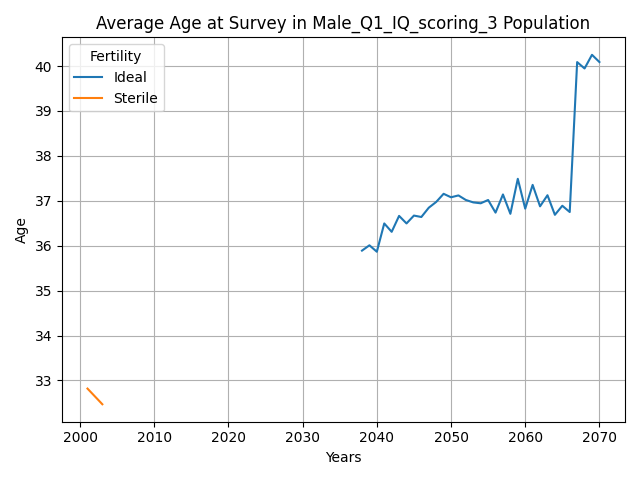 Average Age at Survey in Male_Q1_IQ_scoring_3 Population
Fertility
Ideal
Sterile
40
39
38
37
36
35
34
33
Age
2000 2010 2020 2030 2040 2050 2060 2070
Years